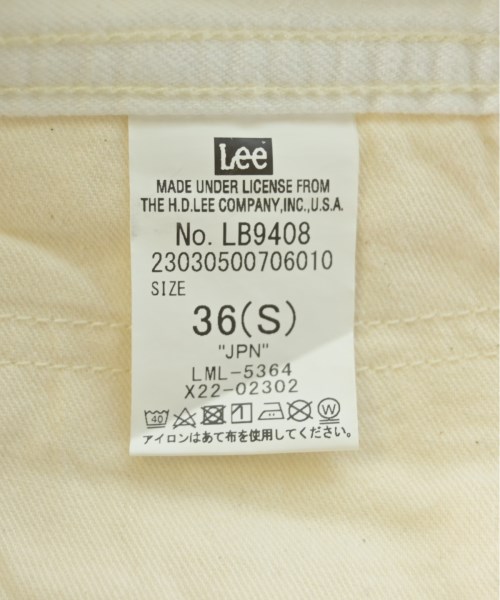 Lee
MADE UNDER LICENSE FROM
THE H.D.LEE COMPANY,INC.,U.S.A.
No. LB9408
23030500706010
SIZE
36(S)
"JPN"
LML-5364
X22-02302
40 W
アイロンはあて布を使用してください。